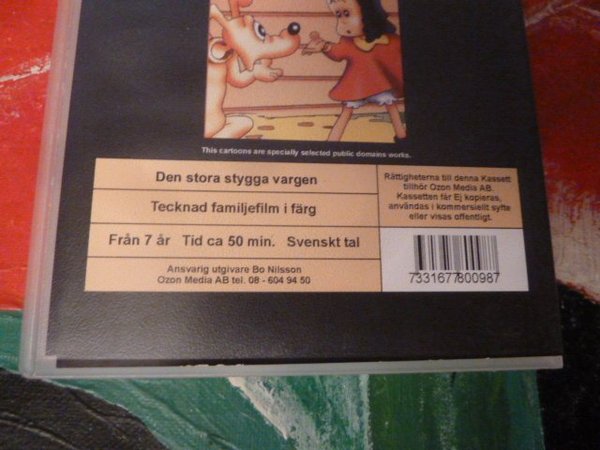 This cartoons are specially selected public domains works.
Den stora stygga vargen
Tecknad familjefilm i färg
Från 7 år Tid ca 50 min. Svenskt tal
Ansvarig utgivare Bo Nilsson
Ozon Media AB tel. 08 - 604 94 50
Rättigheterna till denna Kassett
tillhör Ozon Media AB.
Kassetten får Ej kopieras,
användas i kommersiellt syfte
eller visas offentligt.
7331677800987